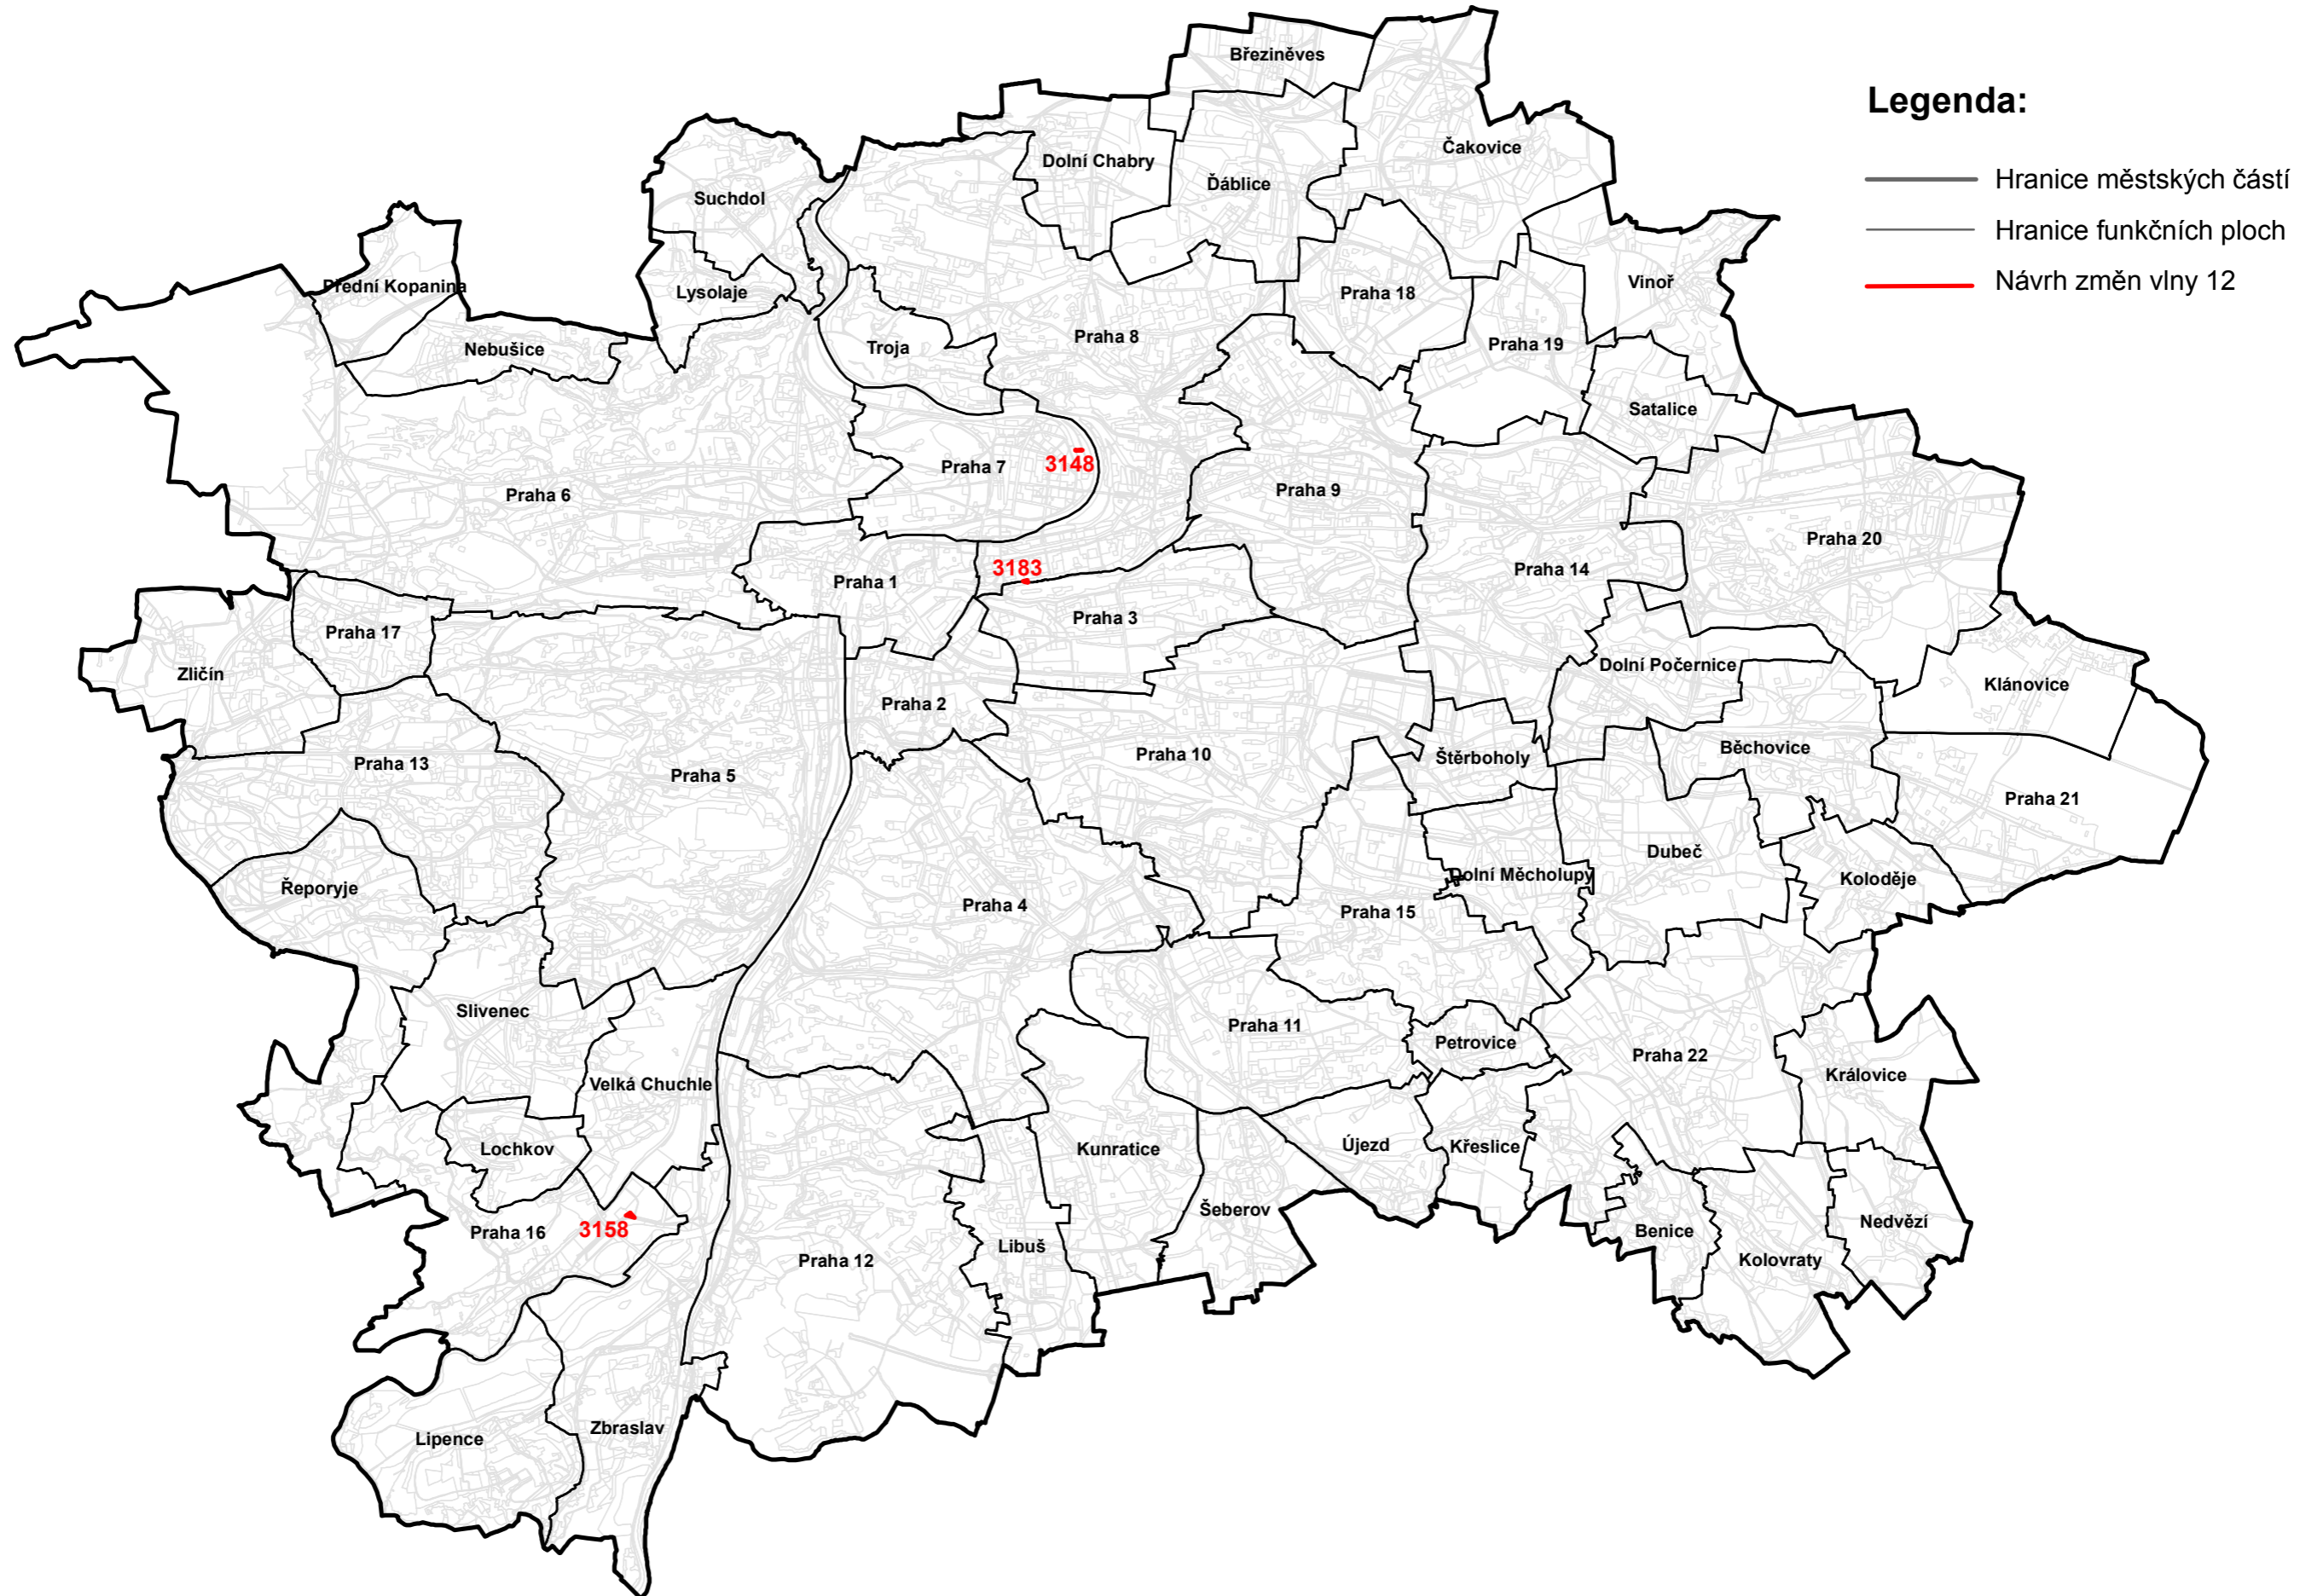 Březiněves
Legenda:
Dolní Chabry
Čakovice
Ďáblice
Hranice městských částí
Suchdol
Hranice funkčních ploch
Přední Kopanina
Lysolaje
Praha 18
Vinoř
Návrh změn vlny 12
Nebušice
Troja
Praha 8
Praha 19
Satalice
Praha 7
3148
Praha 6
Praha 9
Praha 20
Praha 1
3183
Praha 14
Praha 17
Praha 3
Zličín
Dolní Počernice
Klánovice
Praha 2
Praha 13
Praha 5
Praha 10
Štěrboholy
Běchovice
Praha 21
Řeporyje
Praha 4
Praha 15
Dolní Měcholupy
Dubeč
Koloděje
Slivenec
Praha 11
Petrovice
Praha 22
Velká Chuchle
Královice
Lochkov
Kunratice
Újezd
Křeslice
Praha 16
3158
Praha 12
Libuš
Šeberov
Benice
Kolovraty
Nedvězí
Lipence
Zbraslav